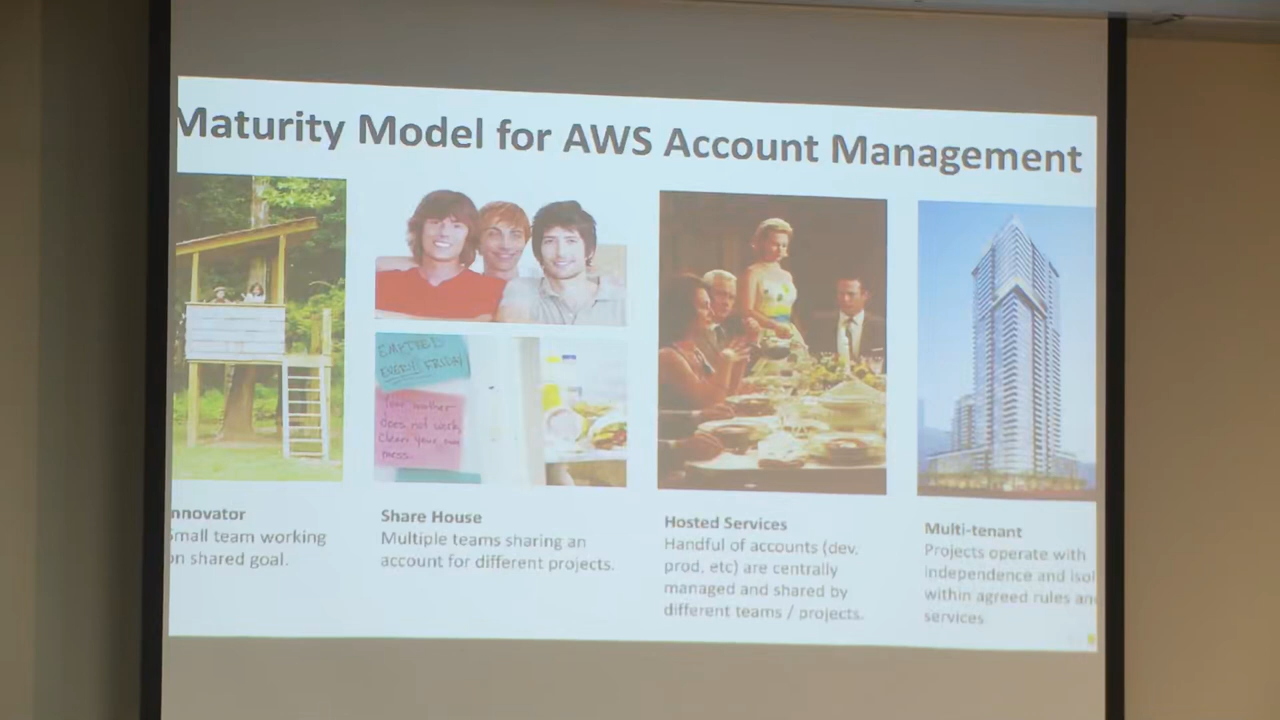 Maturity Model for AWS Account Management
EMPTIED
EVERY FRIDAY
Your mother
does not work
Clean your own
mess.
nnovator
Small team working
on shared goal.
Share House
Multiple teams sharing an
account for different projects.
Hosted Services
Handful of accounts (dev,
prod, etc) are centrally
managed and shared by
different teams / projects.
Multi-tenant
Projects operate with
independence and isol
within agreed rules an
services